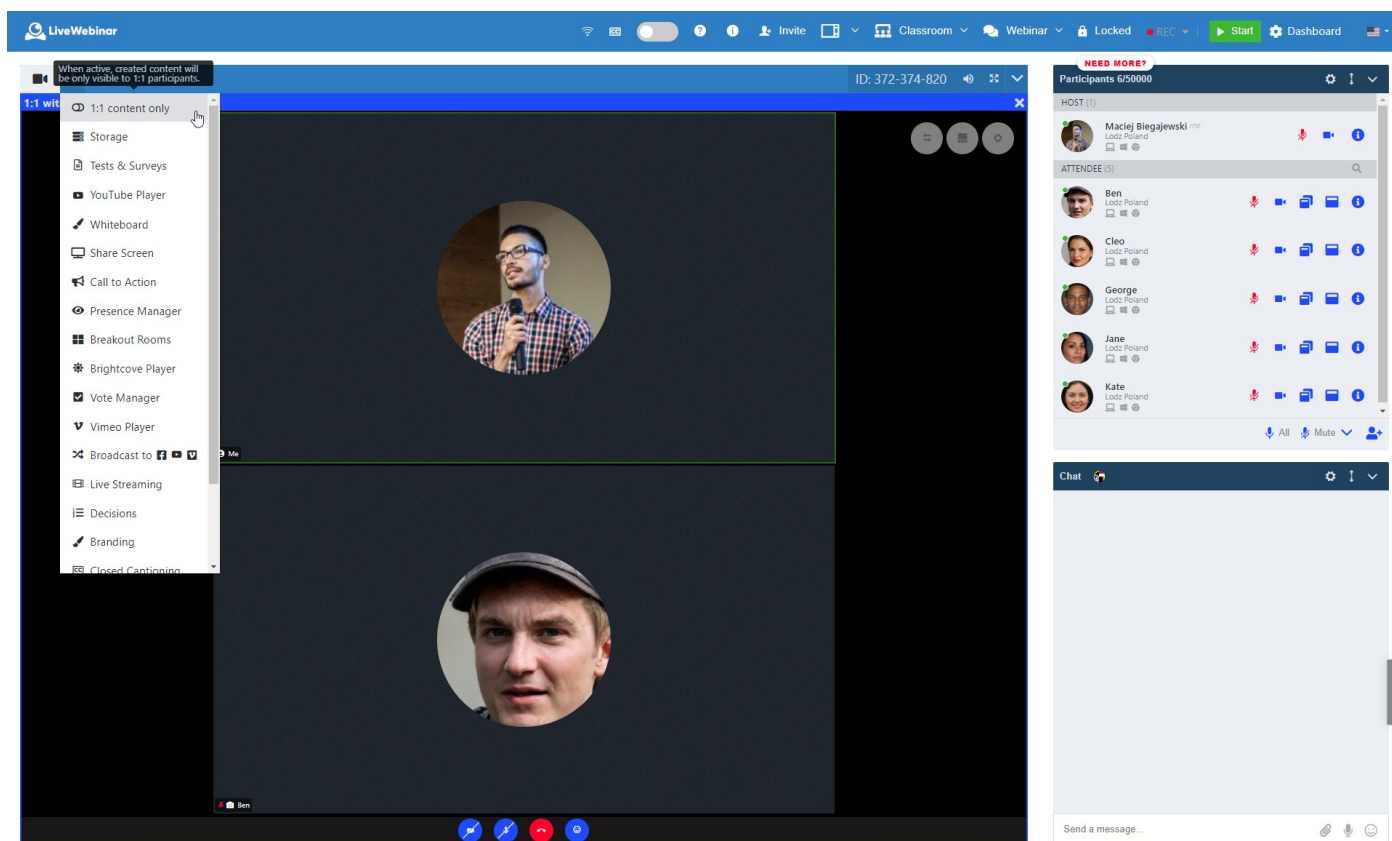 LiveWebinar
Invite
Classroom
Webinar
Locked
REC
Start
Dashboard
When active, created content will
be only visible to 1:1 participants.
ID: 372-374-820
1:1 wit
1:1 content only
Storage
Tests & Surveys
YouTube Player
Whiteboard
Share Screen
Call to Action
Presence Manager
Breakout Rooms
Brightcove Player
Vote Manager
Vimeo Player
Broadcast to
Live Streaming
Decisions
Branding
Closed Captioning
Me
Ben
NEED MORE?
Participants 6/50000
HOST (1)
Maciej Biegajewski me
Lodz Poland
ATTENDEE (5)
Ben
Lodz Poland
Cleo
Lodz Poland
George
Lodz Poland
Jane
Lodz Poland
Kate
Lodz Poland
All Mute
Chat
Send a message...